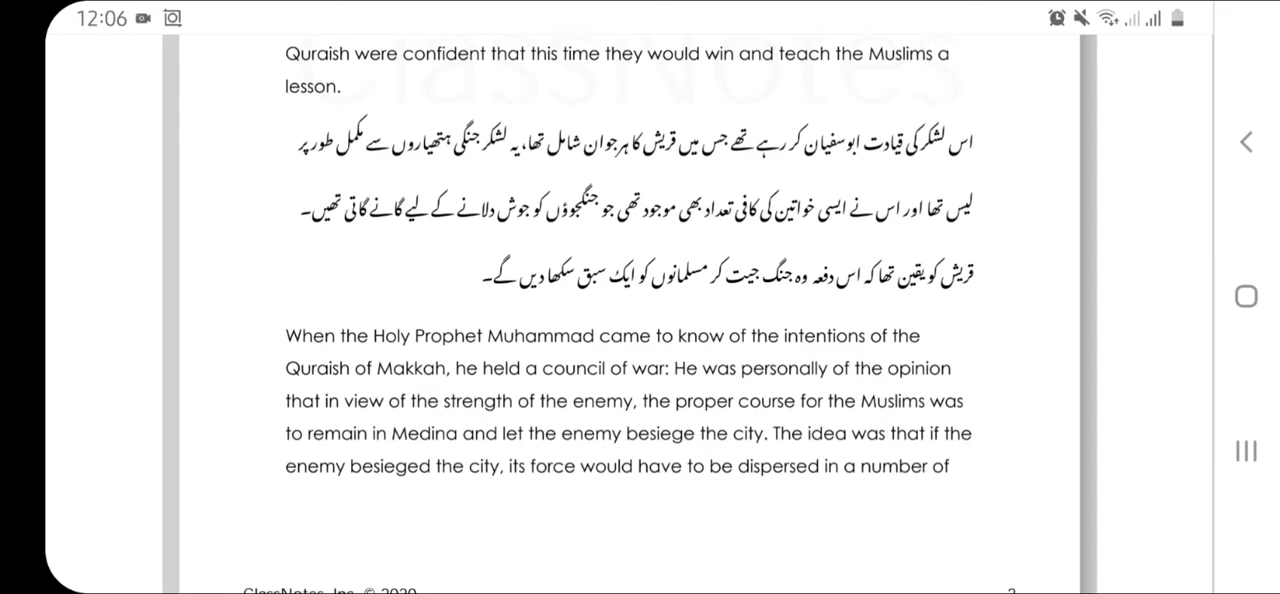 12:06
ClassNotes
Quraish were confident that this time they would win and teach the Muslims a
lesson.
اس لشکر کی قیادت ابوسفیان کر رہے تھے جس میں قریش کا ہر جوان شامل تھا، یہ لشکر جنگی ہتھیاروں سے مکمل طور پر
لیس تھا اور اس نے ایسی خواتین کی کافی تعداد بھی موجود تھی جو جنگجوؤں کو جوش دلانے کے لیے گانے گاتی تھیں۔
قریش کو یقین تھا کہ اس دفعہ وہ جنگ جیت کر مسلمانوں کو ایک سبق سکھا دیں گے۔
When the Holy Prophet Muhammad came to know of the intentions of the
Quraish of Makkah, he held a council of war: He was personally of the opinion
that in view of the strength of the enemy, the proper course for the Muslims was
to remain in Medina and let the enemy besiege the city. The idea was that if the
enemy besieged the city, its force would have to be dispersed in a number of
ClassNotes, Inc. © 2020